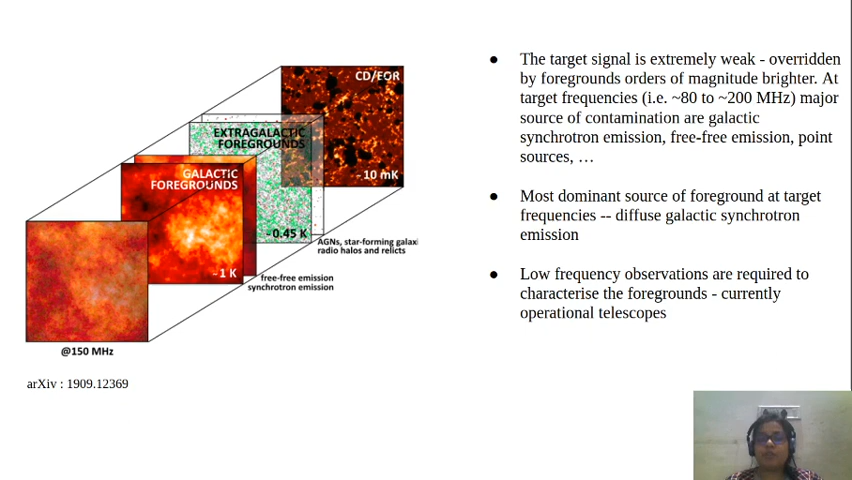 CD/EOR
EXTRAGALACTIC
FOREGROUNDS
GALACTIC
FOREGROUNDS
~10 mK
~0.45 K
AGNs, star-forming galaxi
radio halos and relicts
~1 K
free-free emission
synchrotron emission
@150 MHz
arXiv : 1909.12369
● The target signal is extremely weak - overridden
by foregrounds orders of magnitude brighter. At
target frequencies (i.e. ~80 to ~200 MHz) major
source of contamination are galactic
synchrotron emission, free-free emission, point
sources, …
● Most dominant source of foreground at target
frequencies -- diffuse galactic synchrotron
emission
● Low frequency observations are required to
characterise the foregrounds - currently
operational telescopes